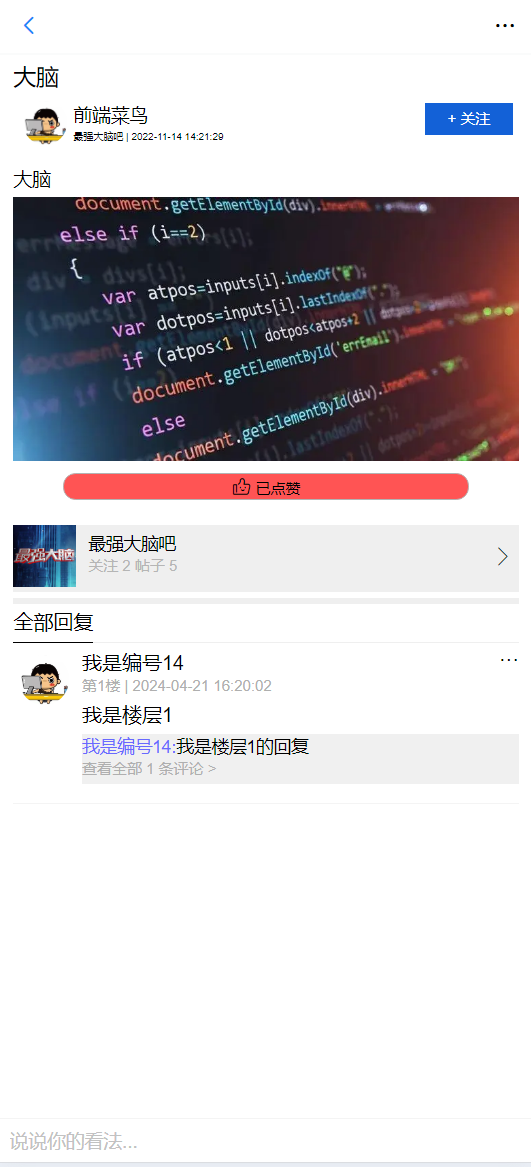 大脑
前端菜鸟
最强大脑吧 | 2022-11-14 14:21:29
+ 关注
大脑
document.getElementById(div).innerHTML =
else if (i==2)
{
var atpos=inputs[i].indexOf("@");
var dotpos=inputs[i].lastIndexOf(".");
if (atpos<1 || dotpos<atpos+2 ||
document.getElementById('errEmail').innerHTML =
else
document.getElementById(div).innerHTML =
已点赞
最强大脑
最强大脑吧
关注 2 帖子 5
全部回复
我是编号14
第1楼 | 2024-04-21 16:20:02
我是楼层1
我是编号14:我是楼层1的回复
查看全部 1 条评论 >
说说你的看法...